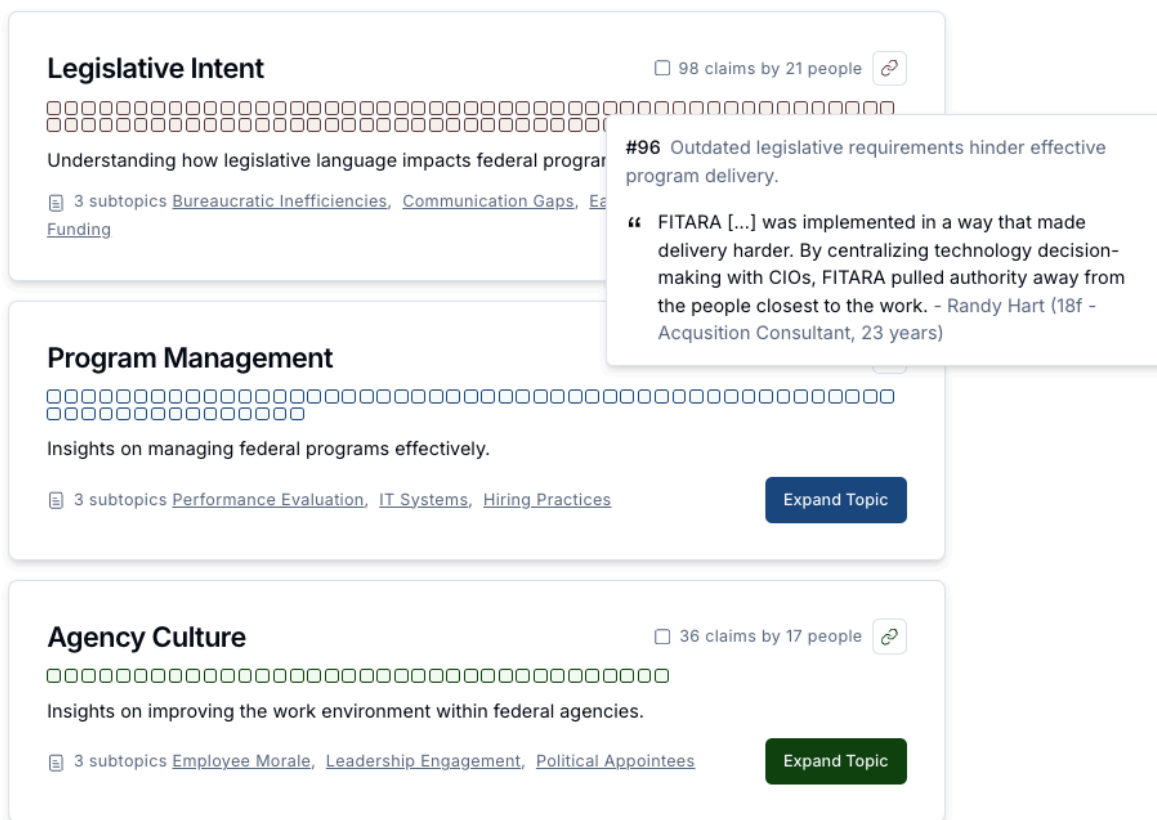 Legislative Intent
98 claims by 21 people
Understanding how legislative language impacts federal
3 subtopics Bureaucratic Inefficiencies, Communication Gaps,
Funding
#96 Outdated legislative requirements hinder effective
program delivery.
“ FITARA [...] was implemented in a way that made
delivery harder. By centralizing technology decision-
making with CIOs, FITARA pulled authority away from
the people closest to the work. - Randy Hart (18f -
Acqusition Consultant, 23 years)
Program Management
Insights on managing federal programs effectively.
3 subtopics Performance Evaluation, IT Systems, Hiring Practices
Expand Topic
Agency Culture
36 claims by 17 people
Insights on improving the work environment within federal agencies.
3 subtopics Employee Morale, Leadership Engagement, Political Appointees
Expand Topic